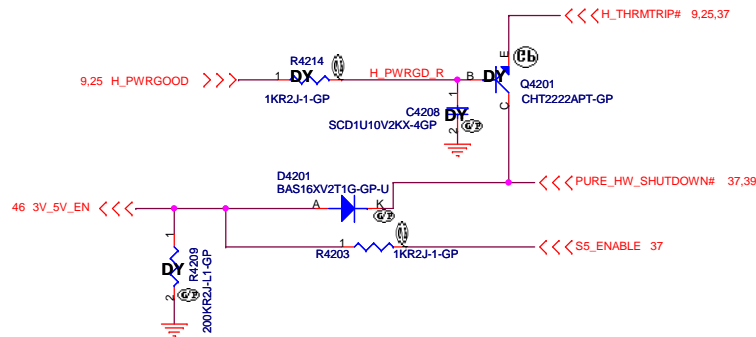 H_THRMTRIP# 9,25,37
R4214
9,25 H_PWRGOOD
1
DY
H_PWRGD_R
B
DY
E
C
Q4201
CHT2222APT-GP
1KR2J-1-GP
1
C4208
DY
SCD1U10V2KX-4GP
2
D4201
BAS16XV2T1G-GP-U
PURE_HW_SHUTDOWN# 37,39
46 3V_5V_EN
A
K
1
R4203
1
1KR2J-1-GP
S5_ENABLE 37
DY
R4209
200KR2J-L1-GP
2